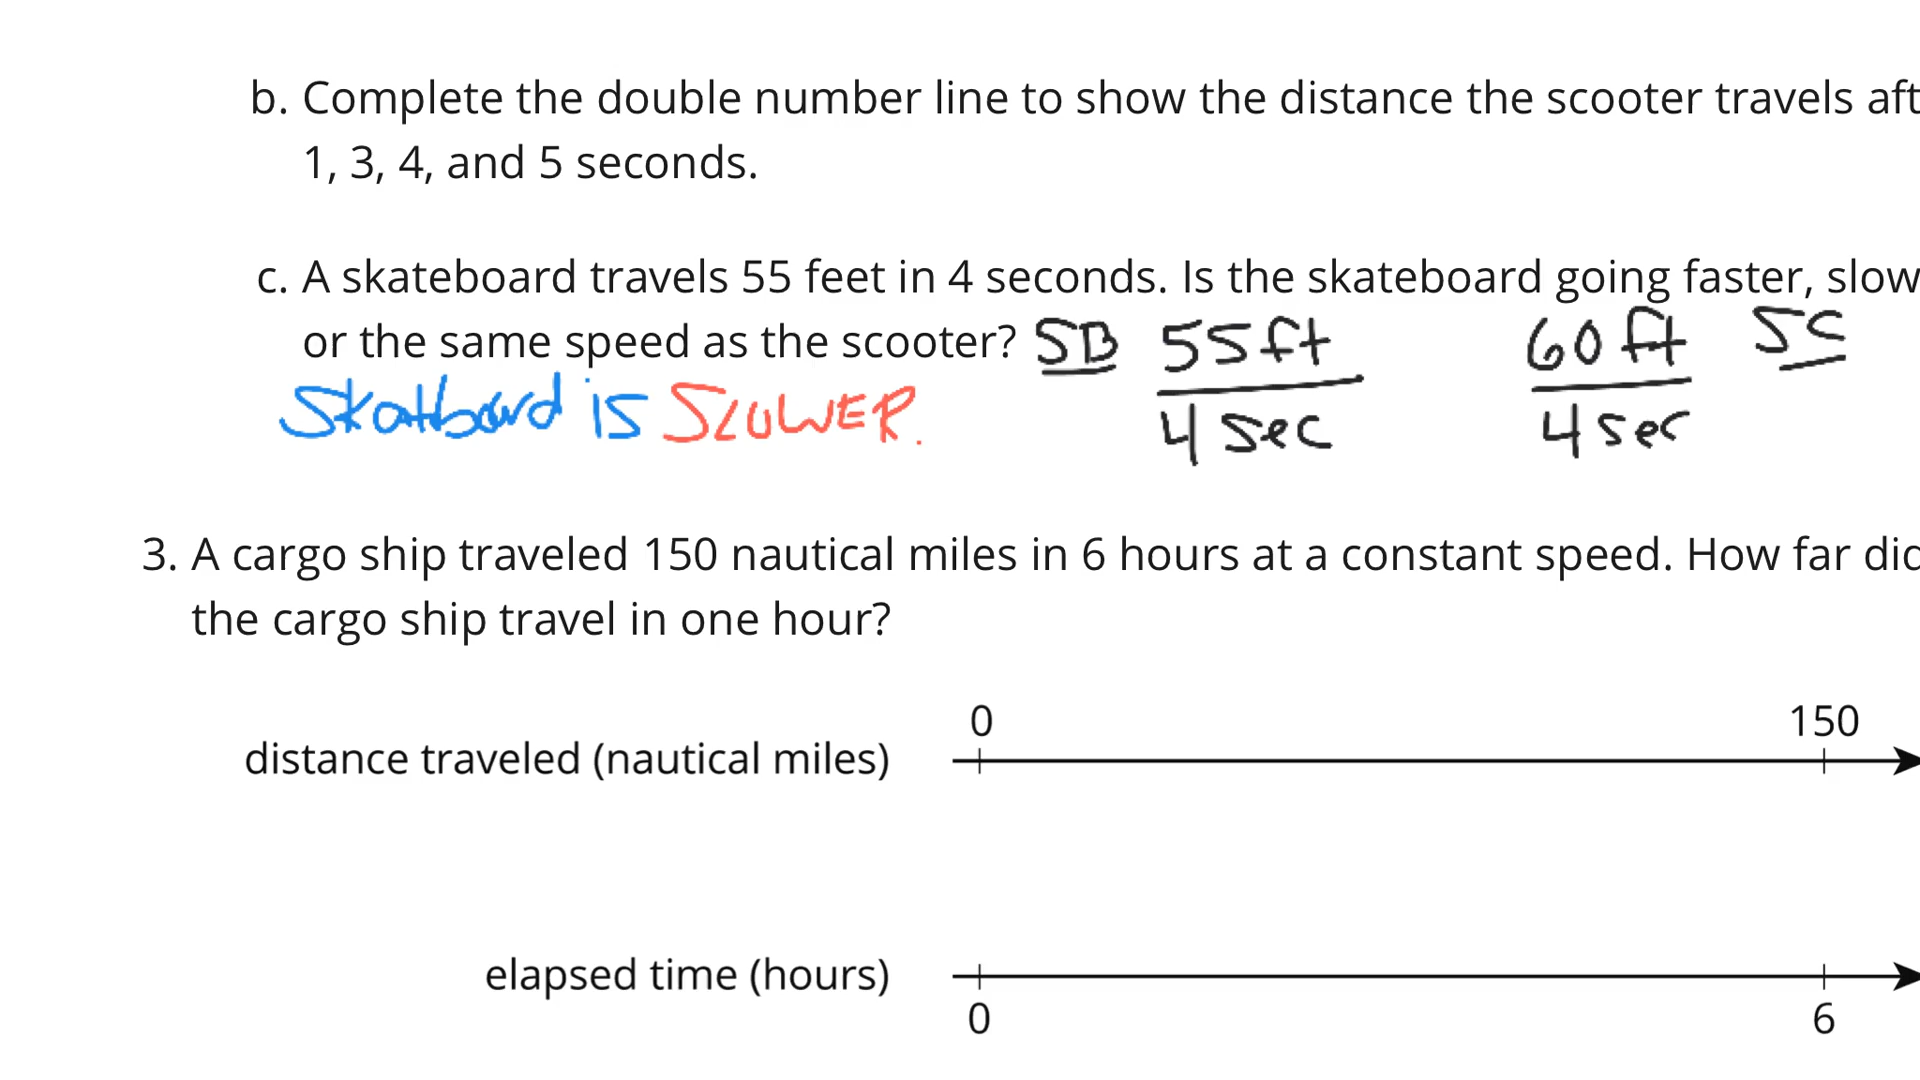 b. Complete the double number line to show the distance the scooter travels aft
1, 3, 4, and 5 seconds.
c. A skateboard travels 55 feet in 4 seconds. Is the skateboard going faster, slow
or the same speed as the scooter? SB 55ft 60ft SC
Skatboard is SLOWER. 4 sec 4 sec
3. A cargo ship traveled 150 nautical miles in 6 hours at a constant speed. How far did
the cargo ship travel in one hour?
0 150
distance traveled (nautical miles)
elapsed time (hours)
0 6